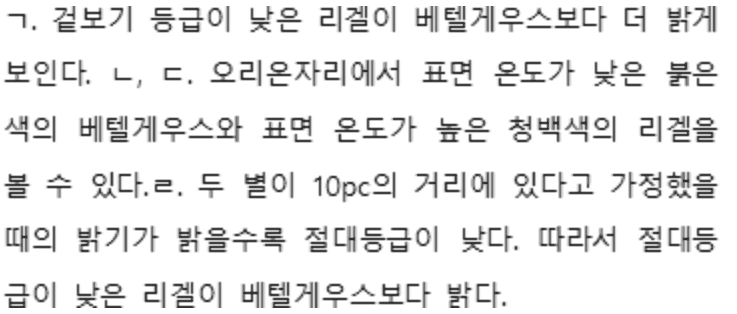 ㄱ. 겉보기 등급이 낮은 리겔이 베텔게우스보다 더 밝게
보인다. ㄴ, ㄷ. 오리온자리에서 표면 온도가 낮은 붉은
색의 베텔게우스와 표면 온도가 높은 청백색의 리겔을
볼 수 있다.ㄹ. 두 별이 10pc의 거리에 있다고 가정했을
때의 밝기가 밝을수록 절대등급이 낮다. 따라서 절대등
급이 낮은 리겔이 베텔게우스보다 밝다.